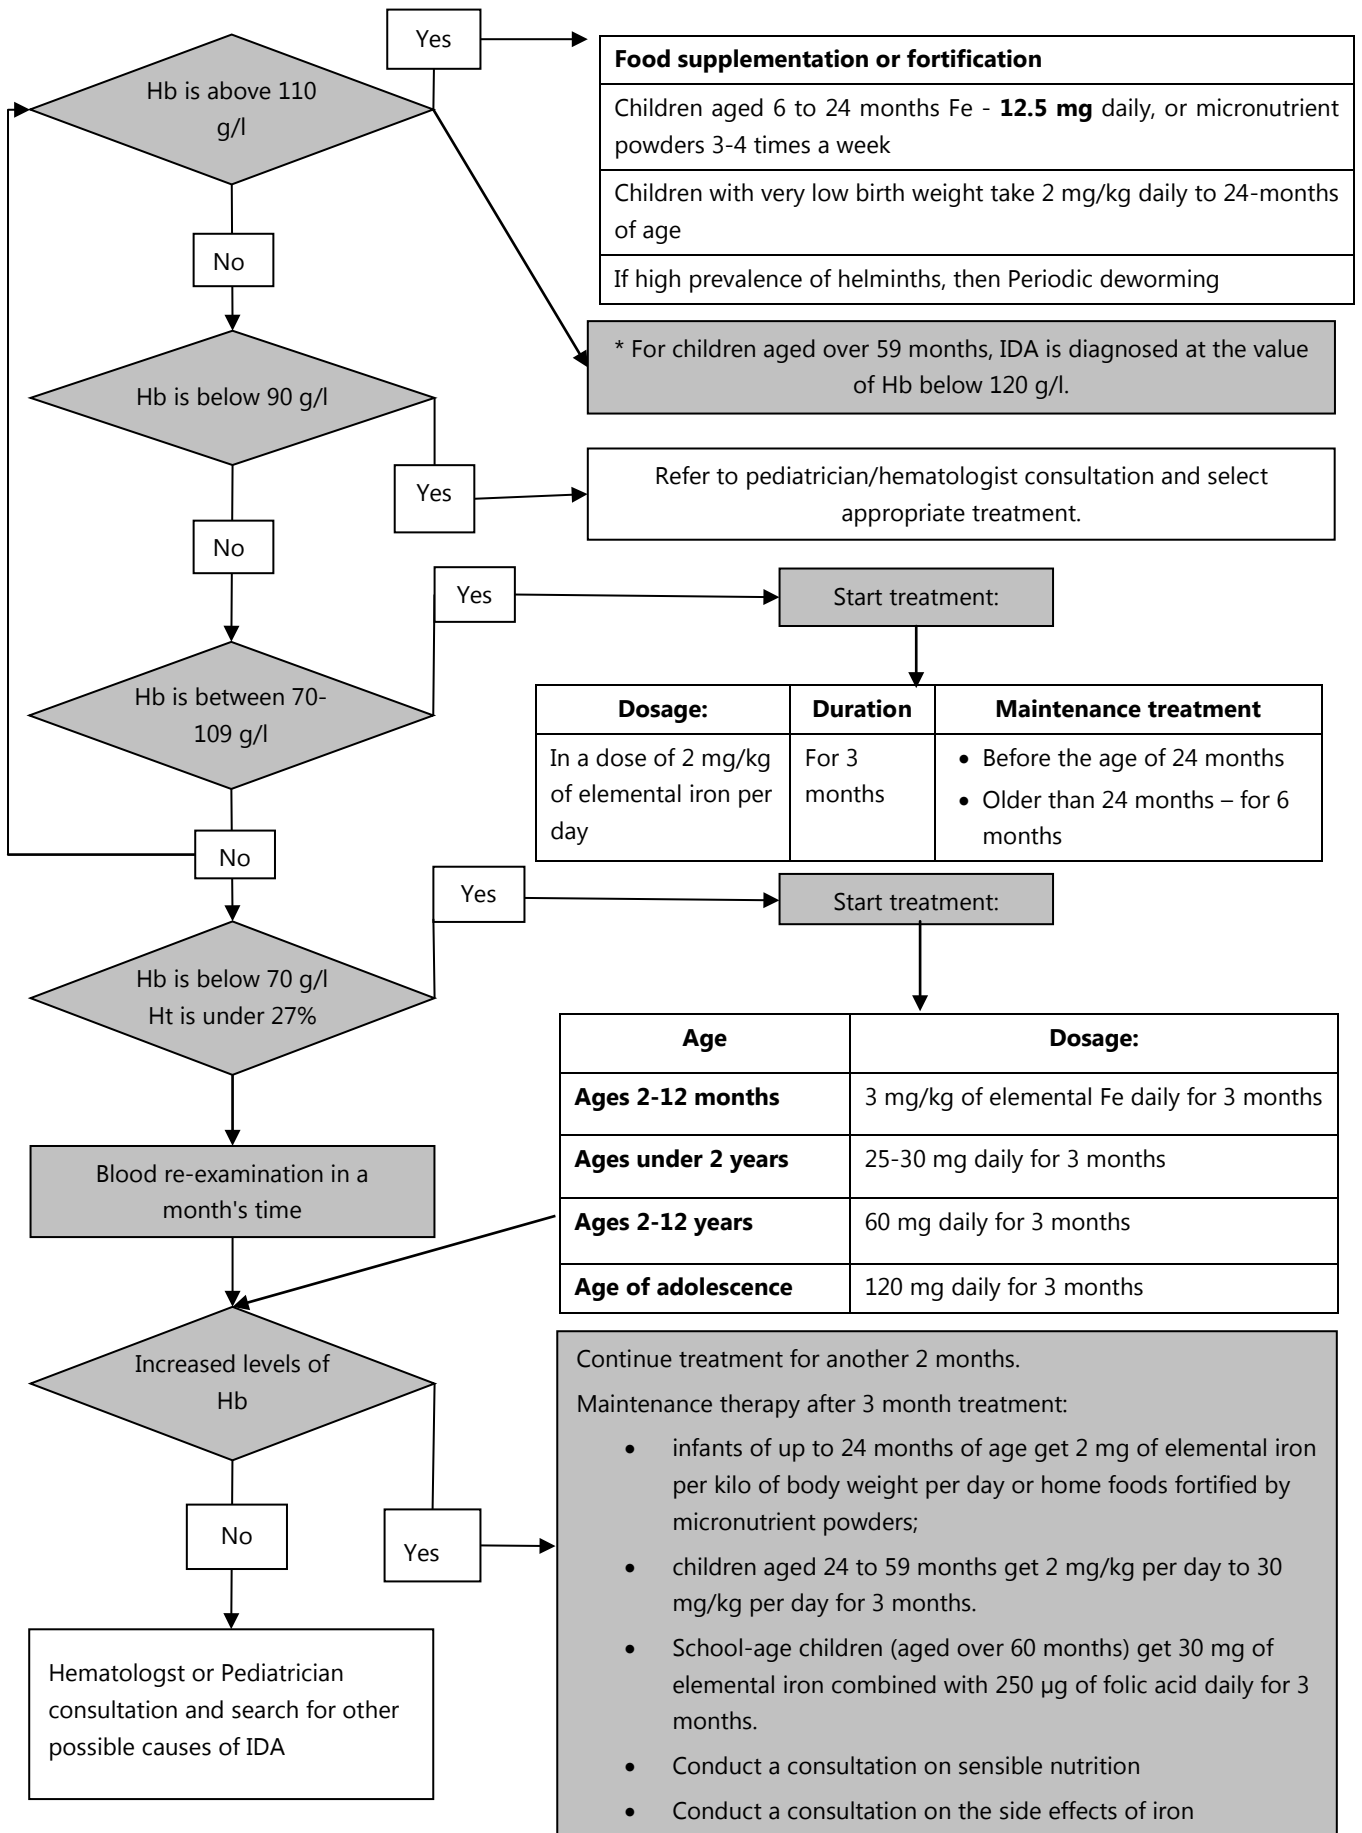 Yes
Hb is above 110
g/l
Food supplementation or fortification
Children aged 6 to 24 months Fe - 12.5 mg daily, or micronutrient
powders 3-4 times a week
Children with very low birth weight take 2 mg/kg daily to 24-months
of age
If high prevalence of helminths, then Periodic deworming
No
* For children aged over 59 months, IDA is diagnosed at the value
of Hb below 120 g/l.
Hb is below 90 g/l
Yes
Refer to pediatrician/hematologist consultation and select
appropriate treatment.
No
Yes
Start treatment:
Hb is between 70-
109 g/l
Dosage:
Duration
Maintenance treatment
In a dose of 2 mg/kg
of elemental iron per
day
For 3
months
• Before the age of 24 months
• Older than 24 months – for 6
months
No
Yes
Start treatment:
Hb is below 70 g/l
Ht is under 27%
Age
Dosage:
Ages 2-12 months
3 mg/kg of elemental Fe daily for 3 months
Ages under 2 years
25-30 mg daily for 3 months
Ages 2-12 years
60 mg daily for 3 months
Age of adolescence
120 mg daily for 3 months
Blood re-examination in a
month's time
Increased levels of
Hb
No
Yes
Continue treatment for another 2 months.
Maintenance therapy after 3 month treatment:
• infants of up to 24 months of age get 2 mg of elemental iron
per kilo of body weight per day or home foods fortified by
micronutrient powders;
• children aged 24 to 59 months get 2 mg/kg per day to 30
mg/kg per day for 3 months.
• School-age children (aged over 60 months) get 30 mg of
elemental iron combined with 250 µg of folic acid daily for 3
months.
• Conduct a consultation on sensible nutrition
• Conduct a consultation on the side effects of iron
Hematologst or Pediatrician
consultation and search for other
possible causes of IDA